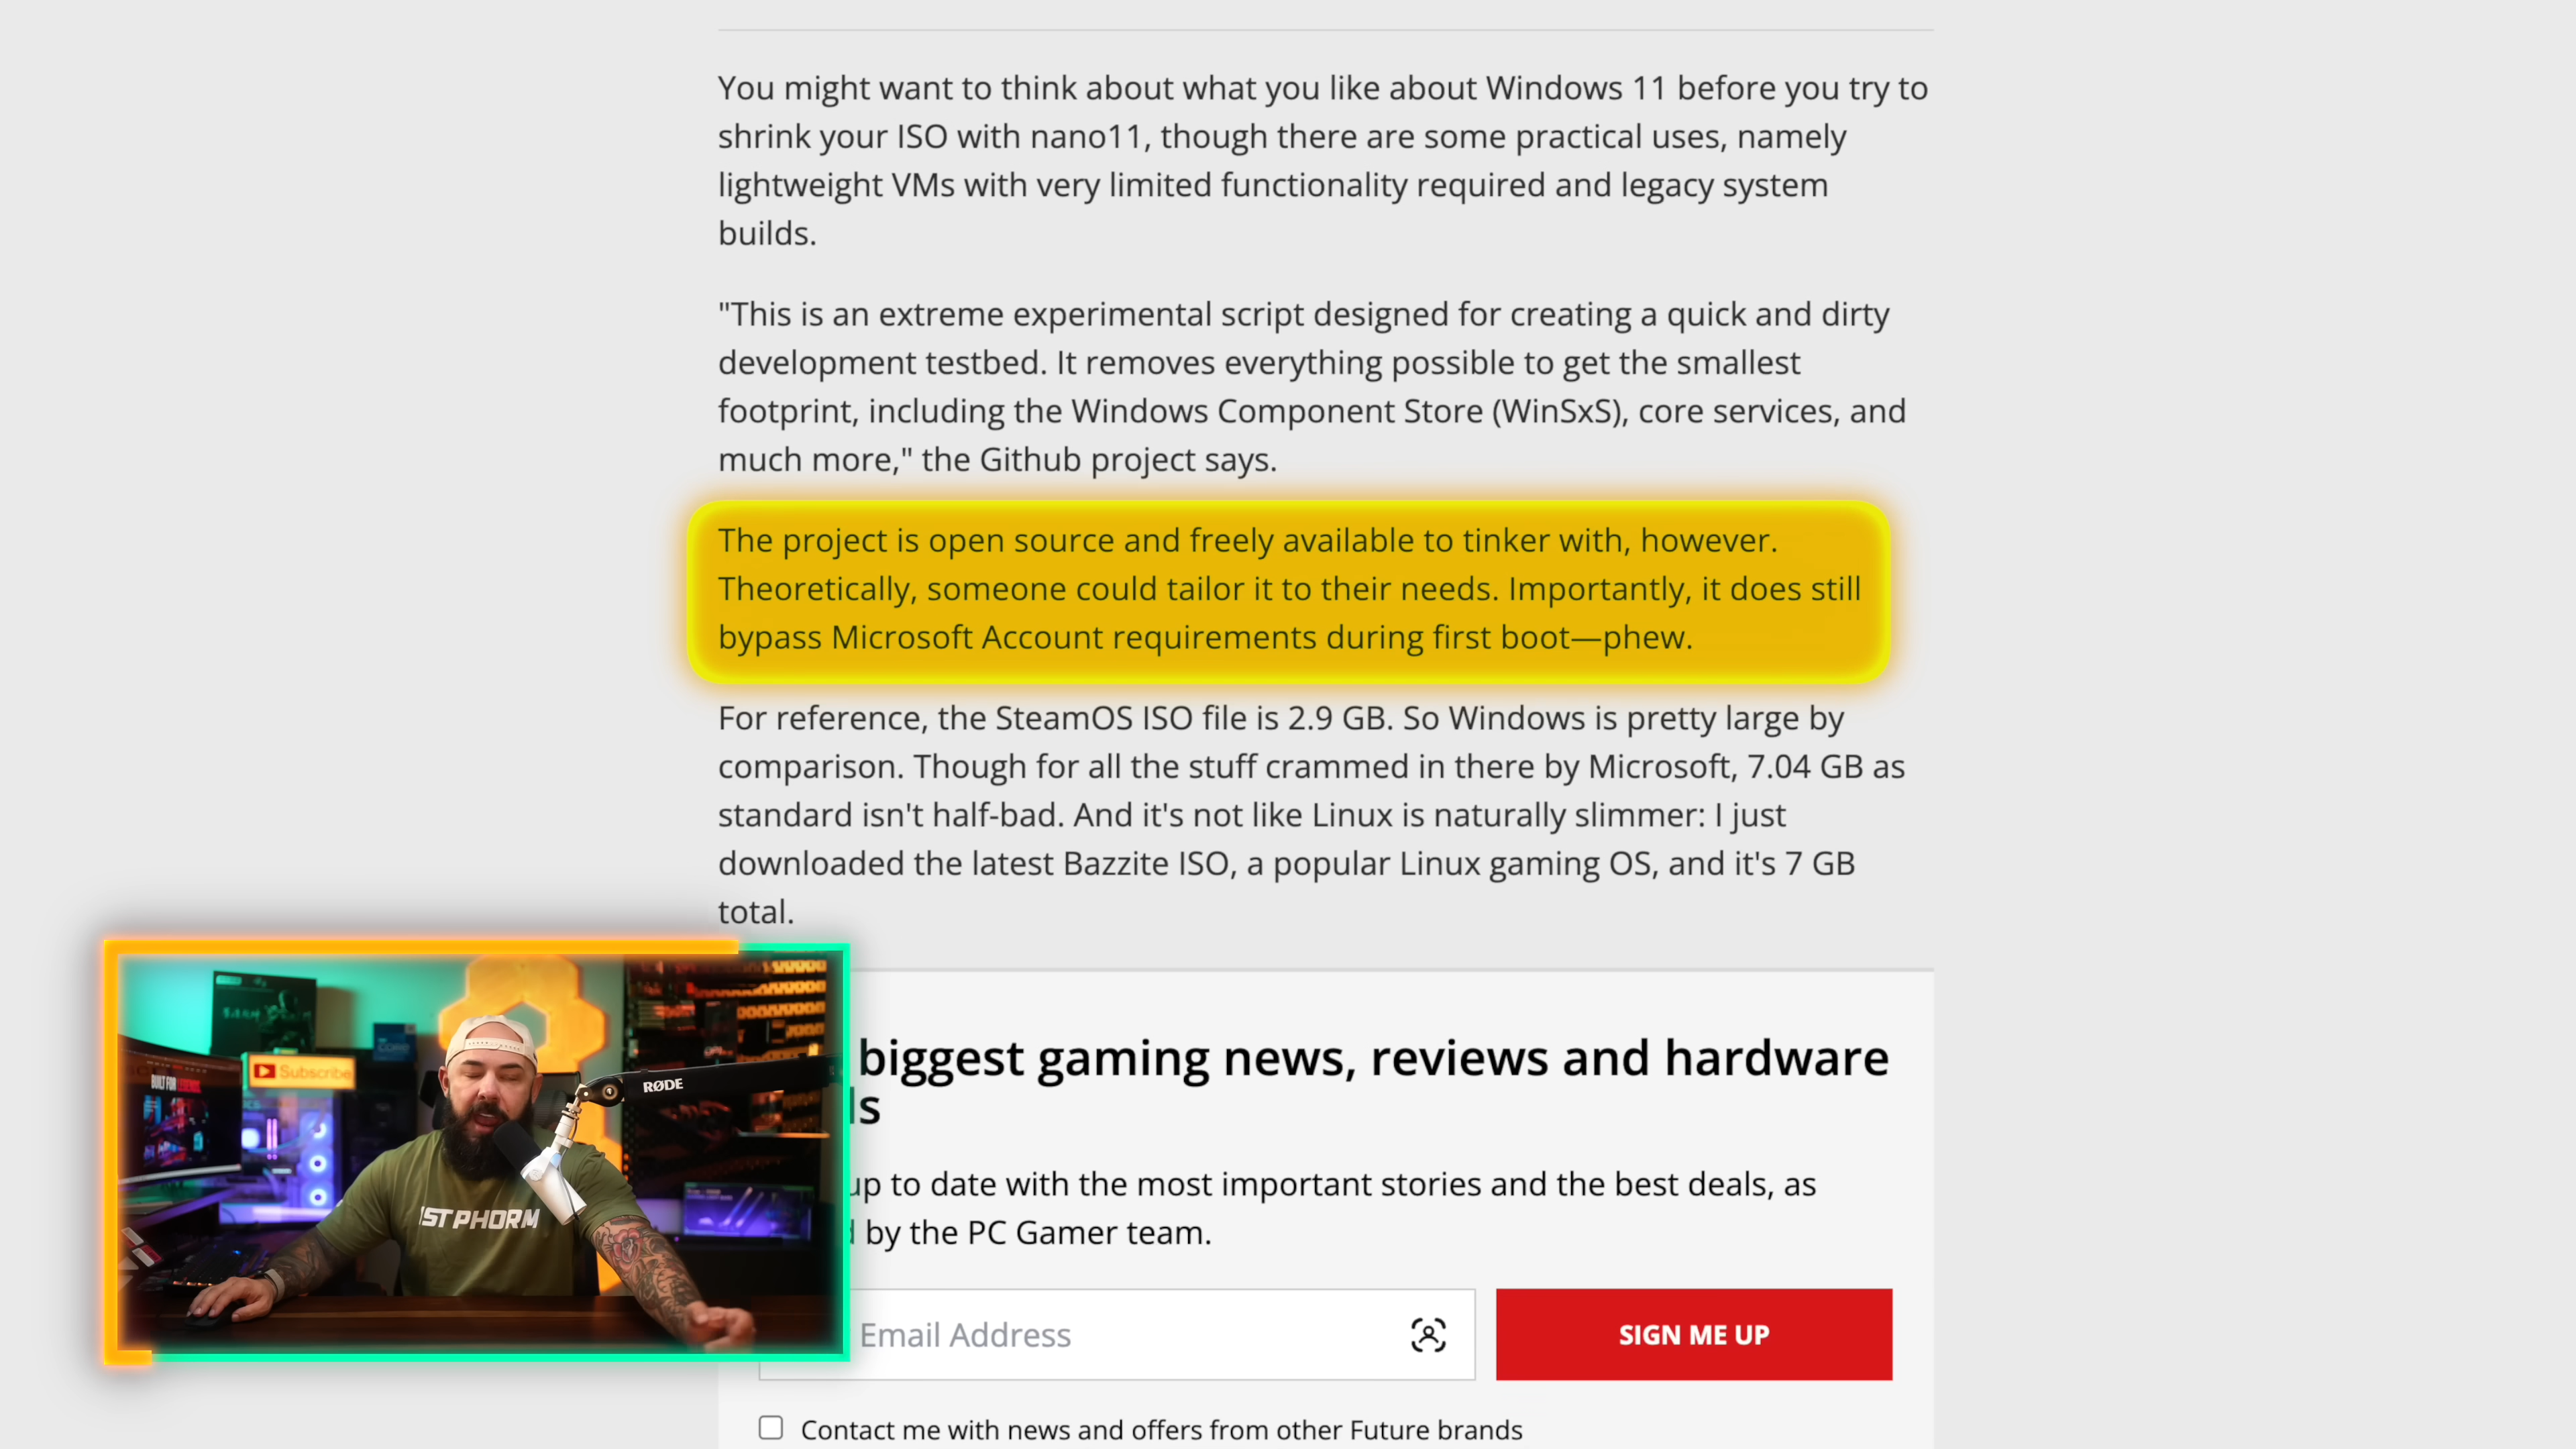 You might want to think about what you like about Windows 11 before you try to
shrink your ISO with nano11, though there are some practical uses, namely
lightweight VMs with very limited functionality required and legacy system
builds.
"This is an extreme experimental script designed for creating a quick and dirty
development testbed. It removes everything possible to get the smallest
footprint, including the Windows Component Store (WinSxS), core services, and
much more," the Github project says.
The project is open source and freely available to tinker with, however.
Theoretically, someone could tailor it to their needs. Importantly, it does still
bypass Microsoft Account requirements during first boot—phew.
For reference, the SteamOS ISO file is 2.9 GB. So Windows is pretty large by
comparison. Though for all the stuff crammed in there by Microsoft, 7.04 GB as
standard isn't half-bad. And it's not like Linux is naturally slimmer: I just
downloaded the latest Bazzite ISO, a popular Linux gaming OS, and it's 7 GB
total.
Subscribe
BUILT FOR
RØDE
1STPHORM
biggest gaming news, reviews and hardware
ls
up to date with the most important stories and the best deals, as
d by the PC Gamer team.
Email Address
SIGN ME UP
Contact me with news and offers from other Future brands